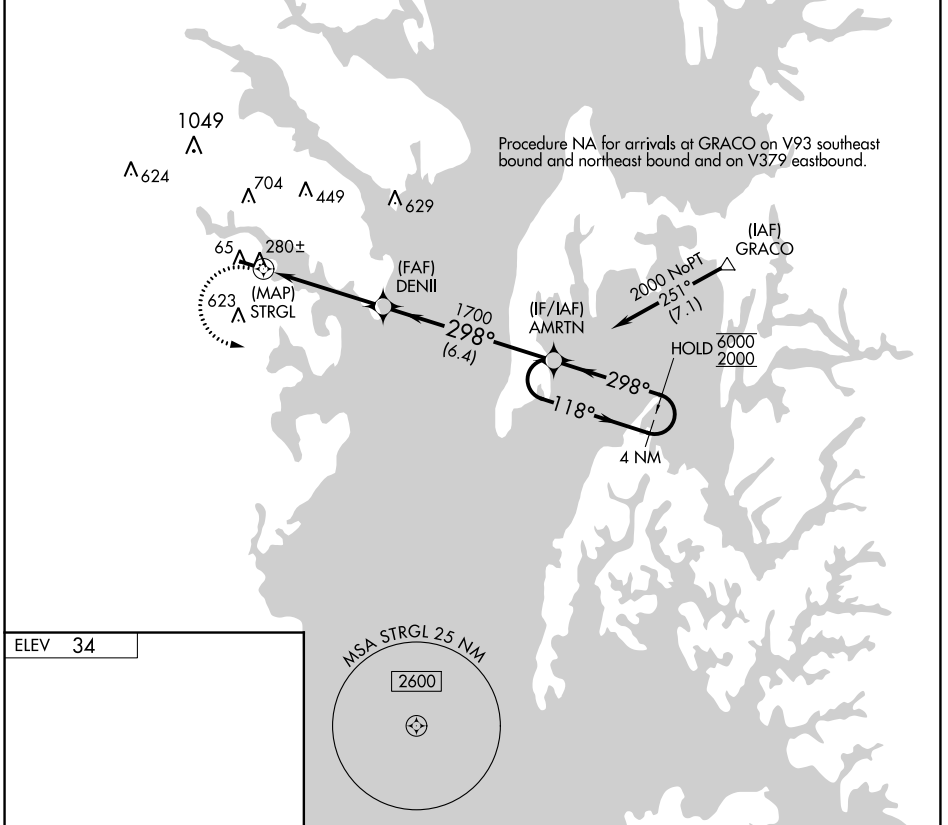 1049
624
704
449
629
Procedure NA for arrivals at GRACO on V93 southeast
bound and northeast bound and on V379 eastbound.
65
280±
(MAP)
STRGL
623
(FAF)
DENII
1700
298°
(6.4)
(IF/IAF)
AMRTN
2000 NoPT
251°
(7.1)
(IAF)
GRACO
HOLD 6000
2000
298°
118°
4 NM
ELEV 34
MSA STRGL 25 NM
2600